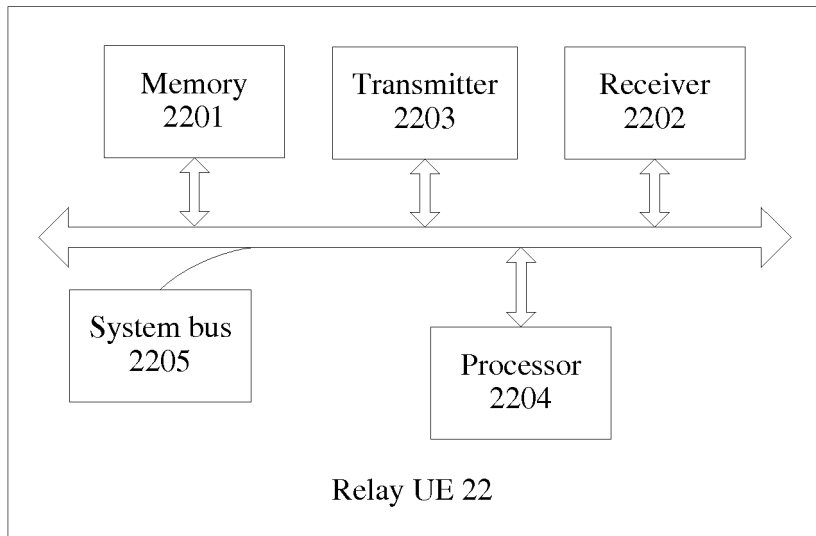 Memory
2201
Transmitter
2203
Receiver
2202
System bus
2205
Processor
2204
Relay UE 22